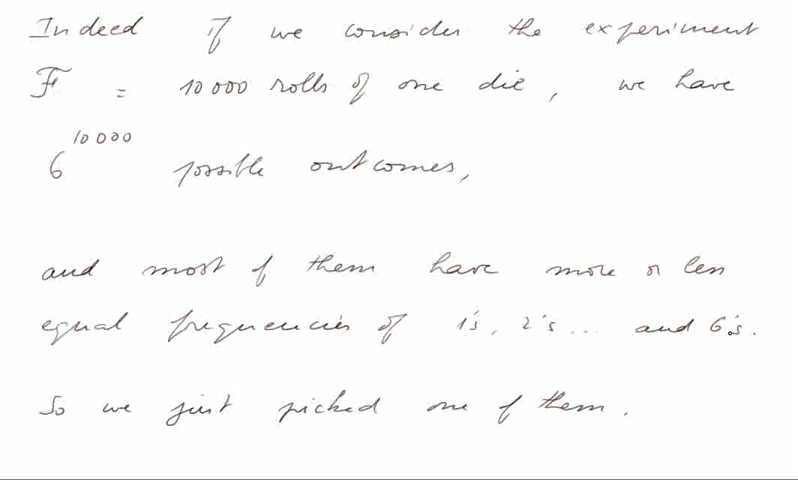 Indeed if we consider the experiment
F = 10 000 rolls of one die, we have
6^10 000 possible outcomes,
and most of them have more or less
equal frequencies of 1's, 2's... and 6's.
So we just picked one of them.